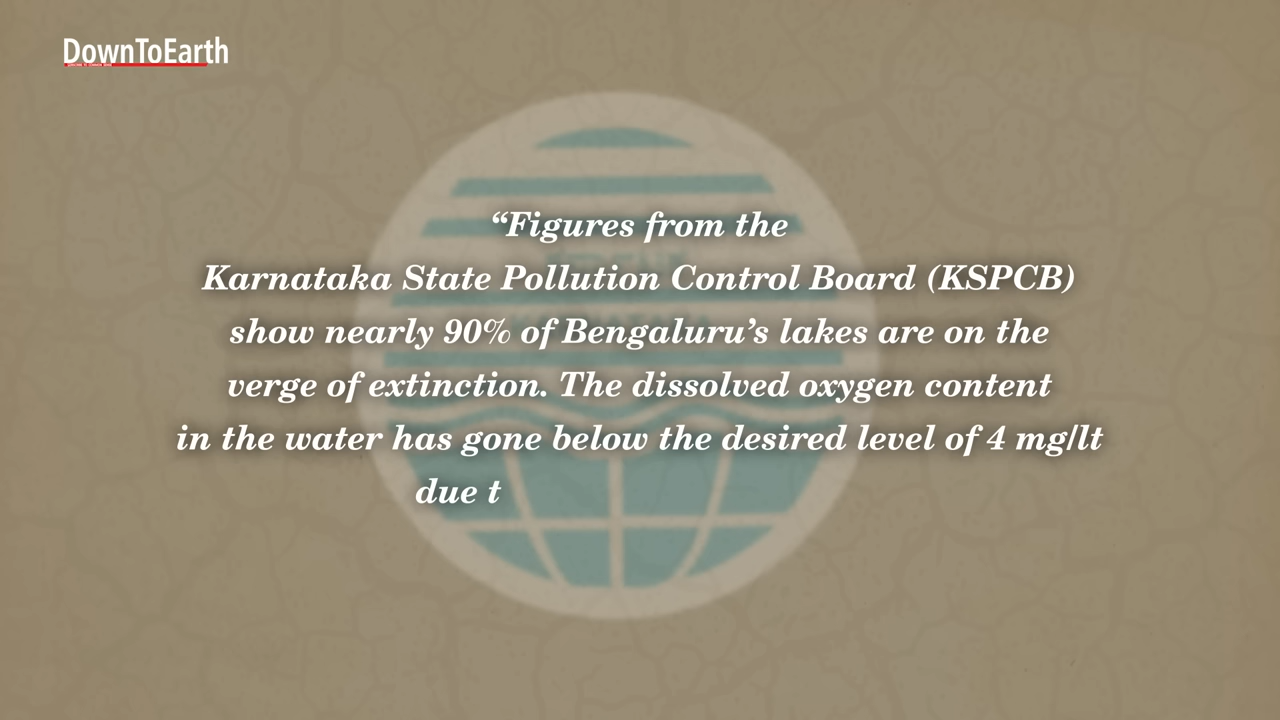 DownToEarth
“Figures from the
Karnataka State Pollution Control Board (KSPCB)
show nearly 90% of Bengaluru’s lakes are on the
verge of extinction. The dissolved oxygen content
in the water has gone below the desired level of 4 mg/lt
due t